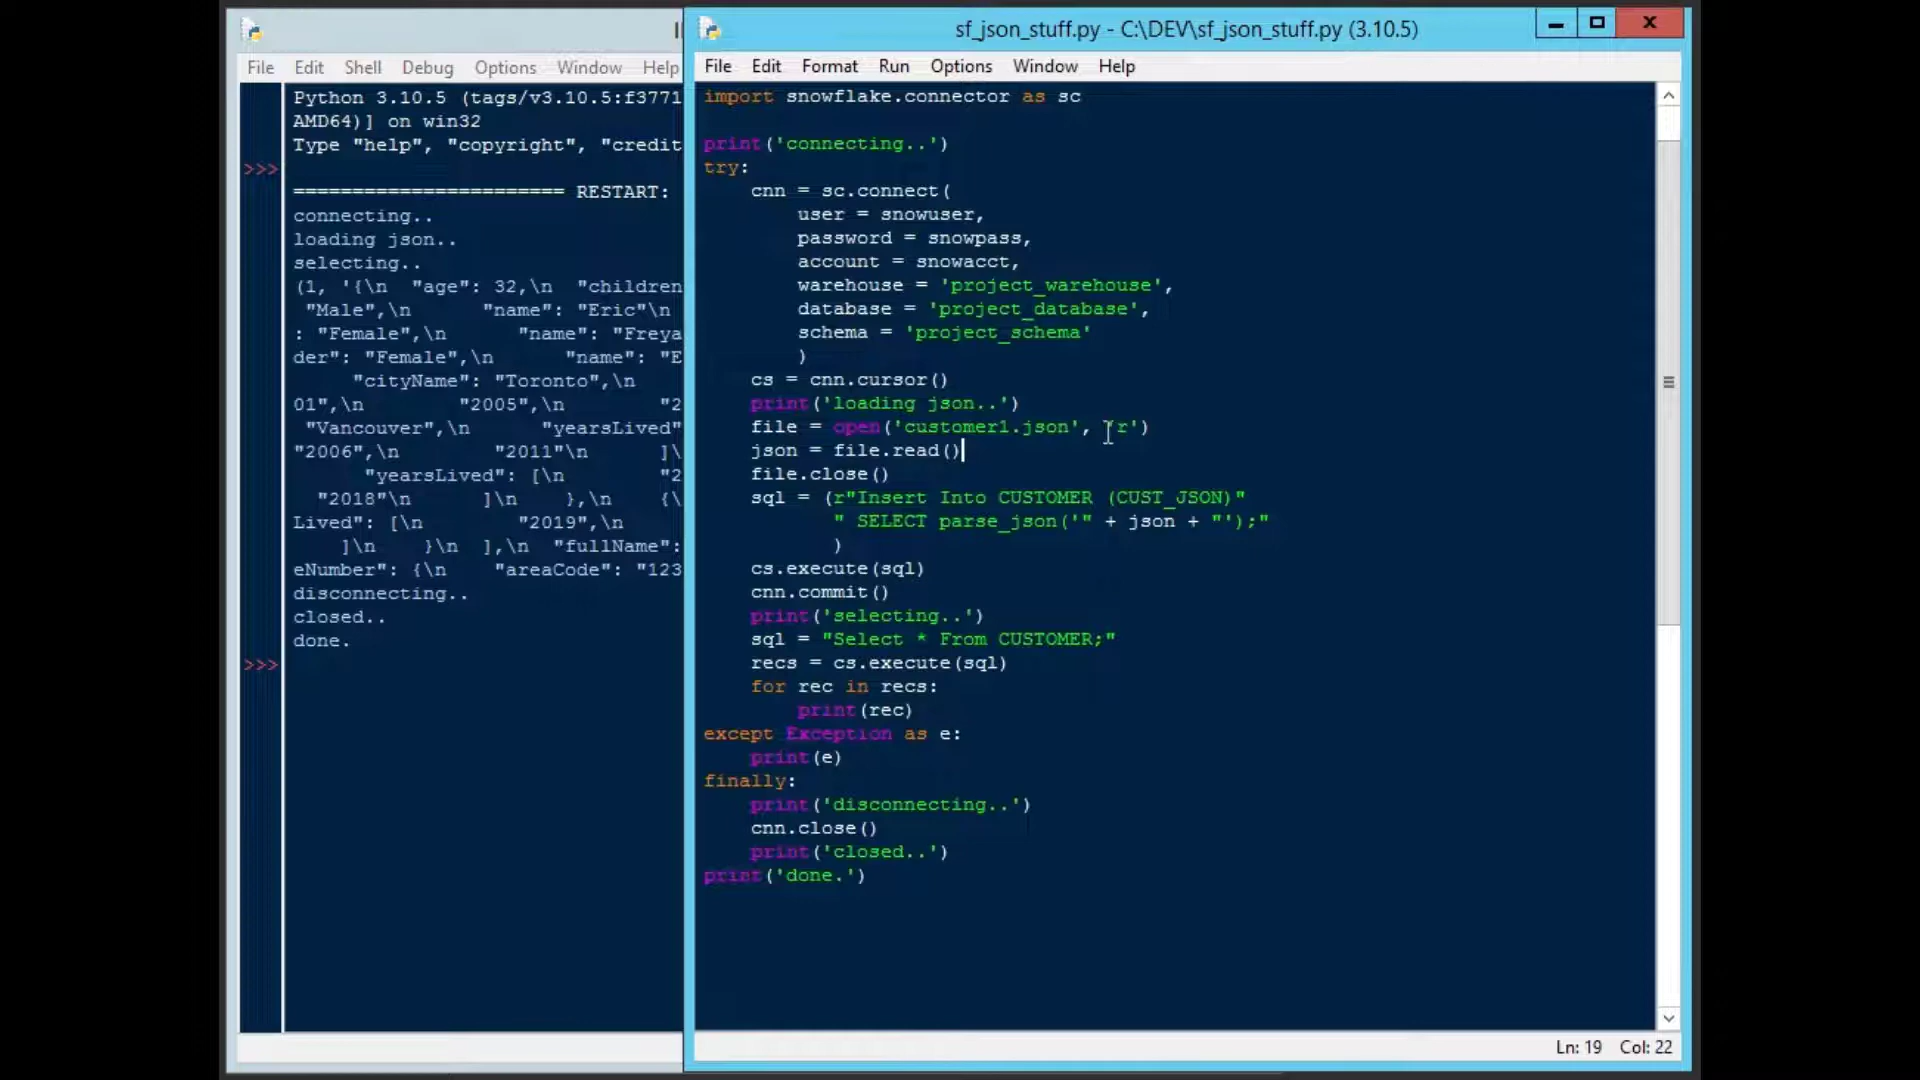 File Edit Shell Debug Options Window Help
Python 3.10.5 (tags/v3.10.5:f3771
AMD64)] on win32
Type "help", "copyright", "credit
>>>
======================= RESTART:
connecting..
loading json..
selecting..
(1, '{\n  "age": 32,\n  "children
 "Male",\n      "name": "Eric"\n
: "Female",\n      "name": "Freya
der": "Female",\n      "name": "E
     "cityName": "Toronto",\n
01",\n        "2005",\n        "2
 "Vancouver",\n      "yearsLived"
"2006",\n        "2011"\n      ]\
      "yearsLived": [\n        "2
  "2018"\n      ]\n    },\n    {\
Lived": [\n        "2019",\n
    ]\n    }\n  ],\n  "fullName":
eNumber": {\n    "areaCode": "123
disconnecting..
closed..
done.
>>>
sf_json_stuff.py - C:\DEV\sf_json_stuff.py (3.10.5)
File Edit Format Run Options Window Help
import snowflake.connector as sc
print('connecting..')
try:
    cnn = sc.connect(
        user = snowuser,
        password = snowpass,
        account = snowacct,
        warehouse = 'project_warehouse',
        database = 'project_database',
        schema = 'project_schema'
        )
    cs = cnn.cursor()
    print('loading json..')
    file = open('customer1.json', 'r')
    json = file.read()
    file.close()
    sql = (r"Insert Into CUSTOMER (CUST_JSON)"
           " SELECT parse_json('" + json + "');"
           )
    cs.execute(sql)
    cnn.commit()
    print('selecting..')
    sql = "Select * From CUSTOMER;"
    recs = cs.execute(sql)
    for rec in recs:
        print(rec)
except Exception as e:
    print(e)
finally:
    print('disconnecting..')
    cnn.close()
    print('closed..')
print('done.')
Ln: 19 Col: 22